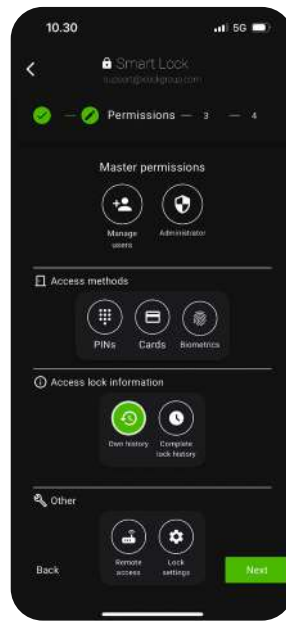 10.30
5G
Smart Lock
Permissions
3
4
Master permissions
Manage users
Administrator
Access methods
PINs
Cards
Biometrics
Access lock information
Own history
Complete lock history
Other
Remote access
Lock settings
Back
Next